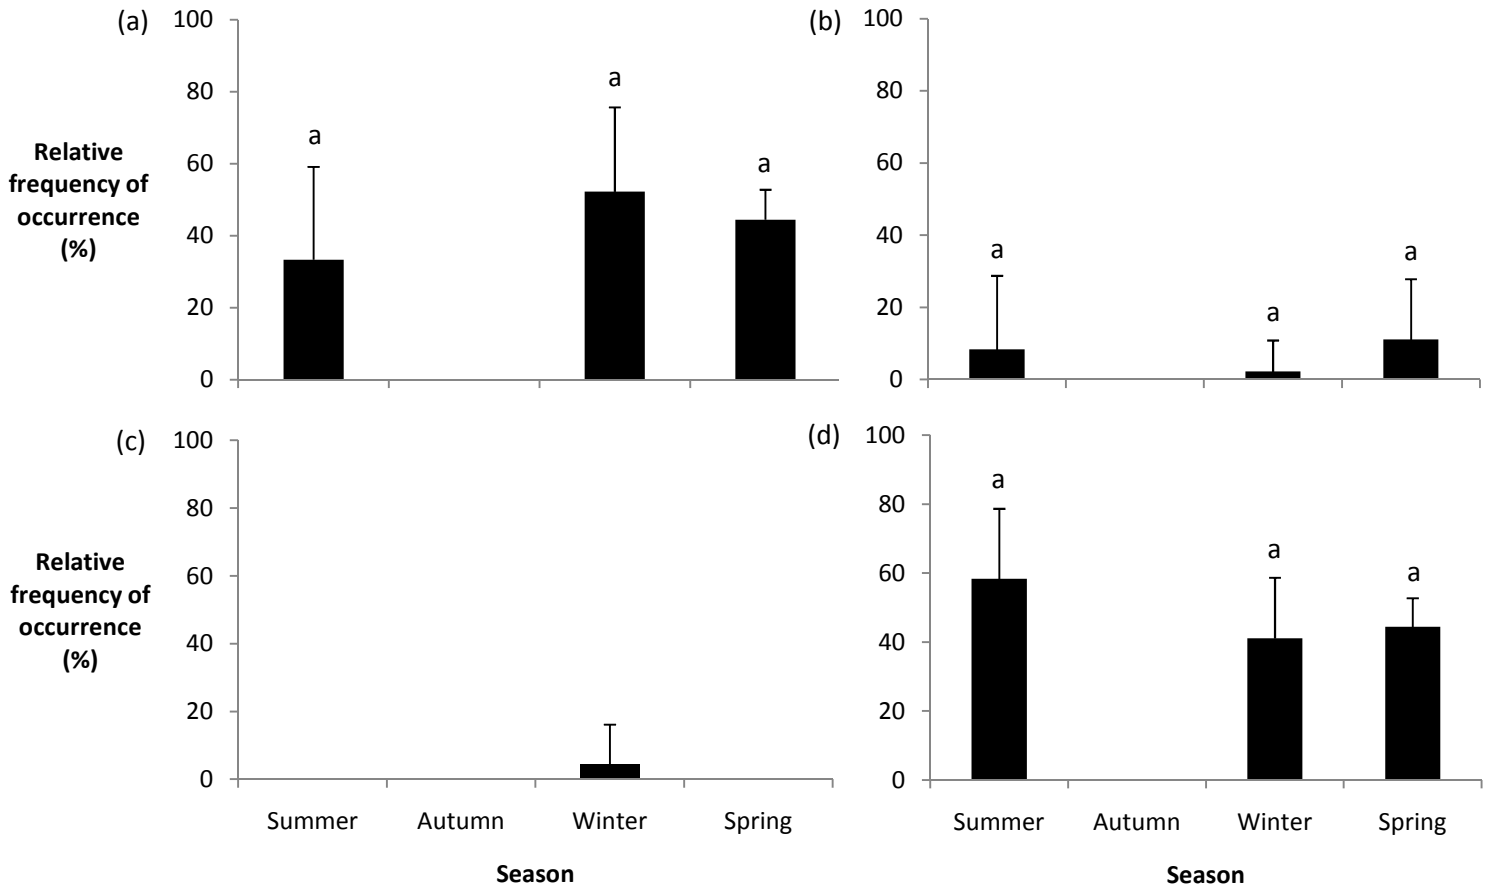 (a)
100
80
60
40
20
0
Relative
frequency of
occurrence
(%)
a
a
a
(b)
100
80
60
40
20
0
a
a
a
(c)
100
80
60
40
20
0
Relative
frequency of
occurrence
(%)
Summer Autumn Winter Spring
Season
(d)
100
80
60
40
20
0
a
a
a
Summer Autumn Winter Spring
Season